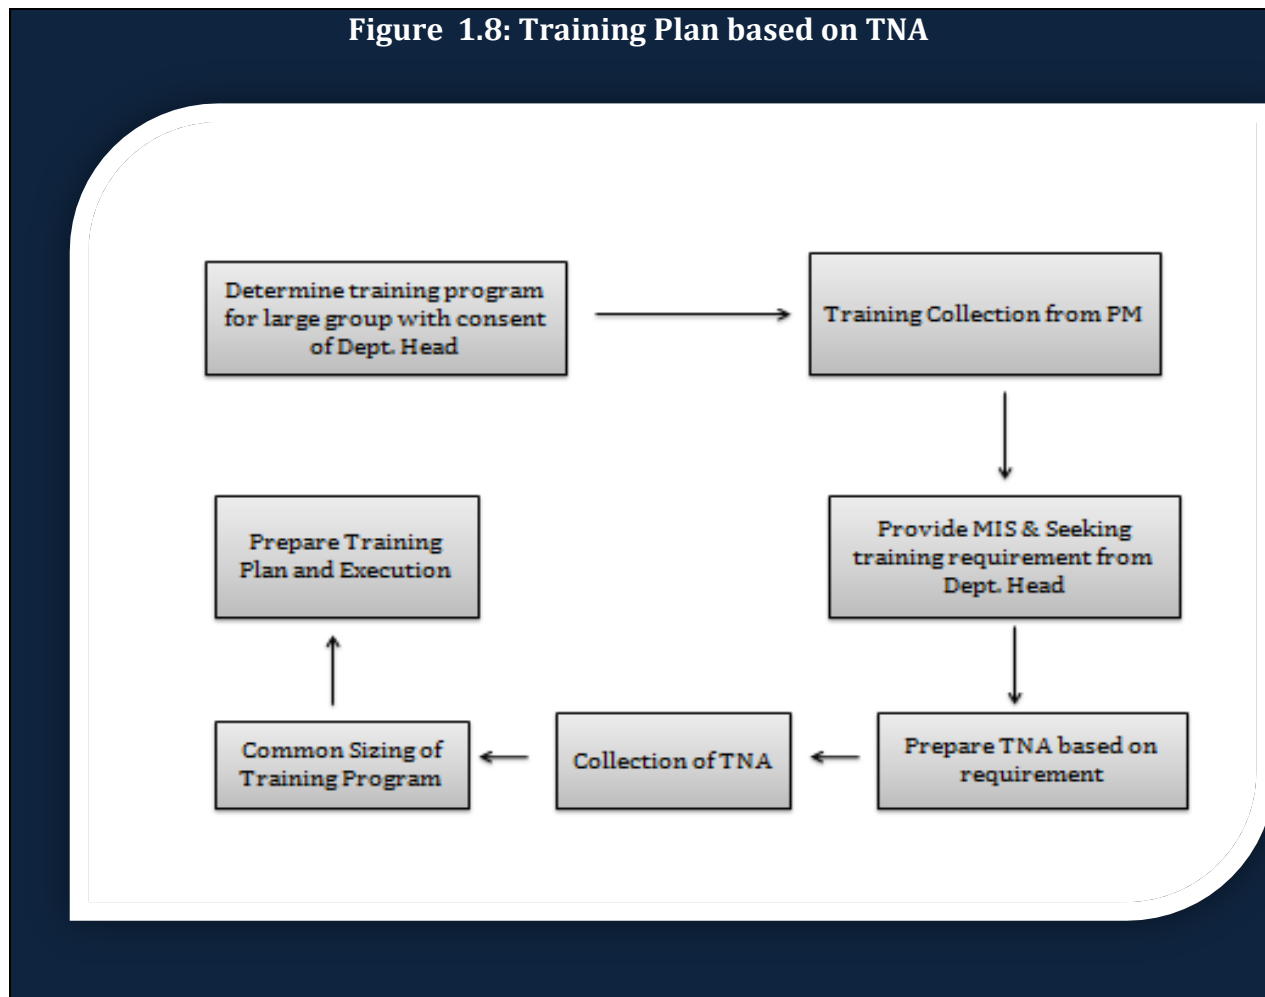 Figure 1.8: Training Plan based on TNA
Determine training program
for large group with consent
of Dept. Head
Training Collection from PM
Provide MIS & Seeking
training requirement from
Dept. Head
Prepare TNA based on
requirement
Collection of TNA
Common Sizing of
Training Program
Prepare Training
Plan and Execution